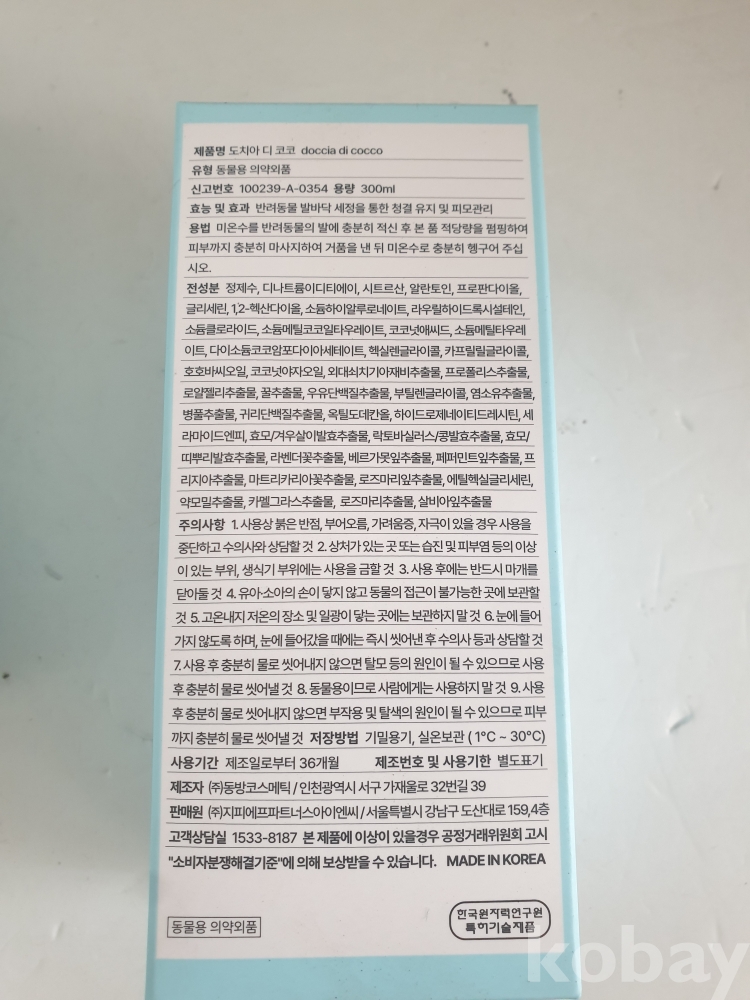 제품명 도치아 디 코코 doccia di cocco
유형 동물용 의약외품
신고번호 100239-A-0354 용량 300ml
효능 및 효과 반려동물 발바닥 세정을 통한 청결 유지 및 피모관리
용법 미온수를 반려동물의 발에 충분히 적신 후 본 품 적당량을 펌핑하여
피부까지 충분히 마사지하여 거품을 낸 뒤 미온수로 충분히 헹구어 주십
시오.
전성분 정제수, 디나트륨이디티에이, 시트르산, 알란토인, 프로판다이올,
글리세린, 1,2-헥산다이올, 소듐하이알루로네이트, 라우릴하이드록시설테인,
소듐클로라이드, 소듐메틸코코일타우레이트, 코코넛애씨드, 소듐메틸타우레
이트, 다이소듐코코암포다이아세테이트, 헥실렌글라이콜, 카프릴릴글라이콜,
호호바씨오일, 코코넛야자오일, 외대쇠치기아재비추출물, 프로폴리스추출물,
로얄젤리추출물, 꿀추출물, 우유단백질추출물, 부틸렌글라이콜, 염소유추출물,
병풀추출물, 귀리단백질추출물, 옥틸도데칸올, 하이드로제네이티드레시틴, 세
라마이드엔피, 효모/겨우살이발효추출물, 락토바실러스/콩발효추출물, 효모/
띠뿌리발효추출물, 라벤더꽃추출물, 베르가못잎추출물, 페퍼민트잎추출물, 프
리지아추출물, 마트리카리아꽃추출물, 로즈마리잎추출물, 에틸헥실글리세린,
약모밀추출물, 카멜그라스추출물, 로즈마리추출물, 살비아잎추출물
주의사항 1. 사용상 붉은 반점, 부어오름, 가려움증, 자극이 있을 경우 사용을
중단하고 수의사와 상담할 것 2. 상처가 있는 곳 또는 습진 및 피부염 등의 이상
이 있는 부위, 생식기 부위에는 사용을 금할 것 3. 사용 후에는 반드시 마개를
닫아둘 것 4. 유아·소아의 손이 닿지 않고 동물의 접근이 불가능한 곳에 보관할
것 5. 고온내지 저온의 장소 및 일광이 닿는 곳에는 보관하지 말 것 6. 눈에 들어
가지 않도록 하며, 눈에 들어갔을 때에는 즉시 씻어낸 후 수의사 등과 상담할 것
7. 사용 후 충분히 물로 씻어내지 않으면 탈모 등의 원인이 될 수 있으므로 사용
후 충분히 물로 씻어낼 것 8. 동물용이므로 사람에게는 사용하지 말 것 9. 사용
후 충분히 물로 씻어내지 않으면 부작용 및 탈색의 원인이 될 수 있으므로 피부
까지 충분히 물로 씻어낼 것 저장방법 기밀용기, 실온보관 ( 1°C ~ 30°C)
사용기간 제조일로부터 36개월 제조번호 및 사용기한 별도표기
제조자 (주)동방코스메틱 / 인천광역시 서구 가재울로 32번길 39
판매원 (주)지피에프파트너스아이엔씨 / 서울특별시 강남구 도산대로 159,4층
고객상담실 1533-8187 본 제품에 이상이 있을경우 공정거래위원회 고시
"소비자분쟁해결기준"에 의해 보상받을 수 있습니다. MADE IN KOREA
동물용 의약외품
한국원자력연구원
특허기술제품
kobay